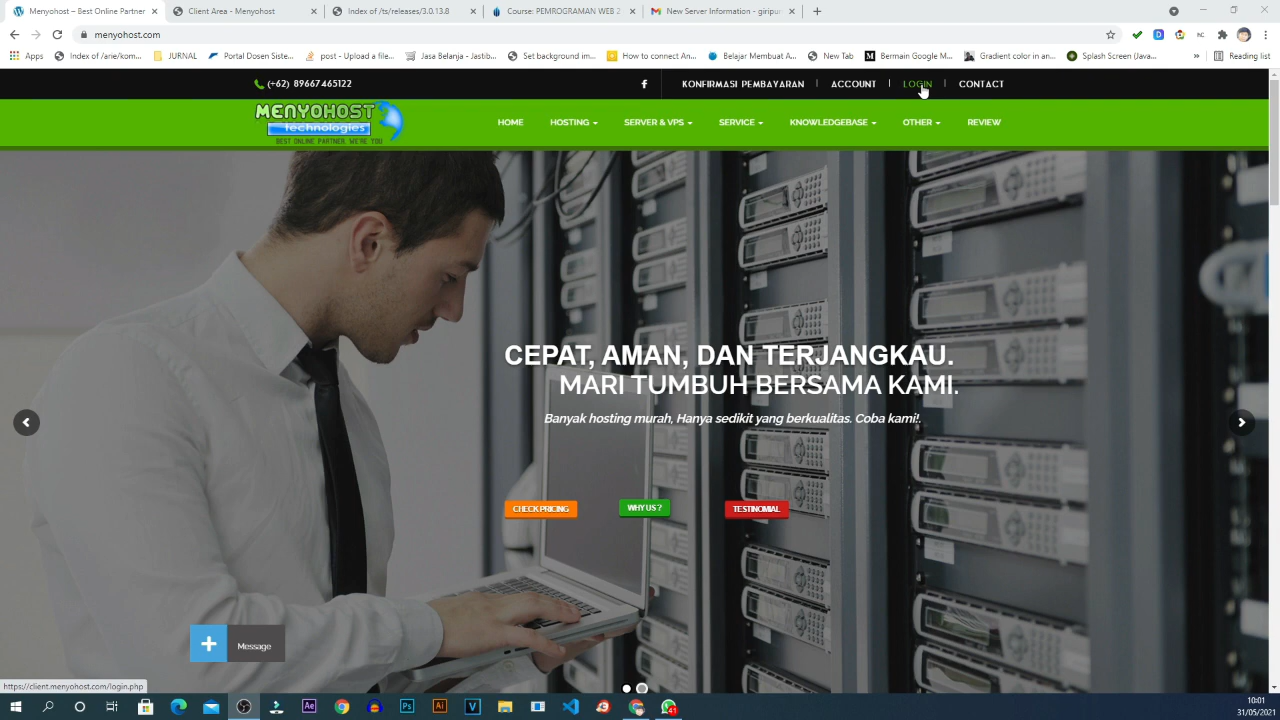 Menyohost – Best Online Partner
Client Area - Menyohost
Index of /ts/releases/3.0.13.8
Course: PEMROGRAMAN WEB 2
New Server Information - giripur
menyohost.com
Apps
Index of /arie/kom...
JURNAL
Portal Dosen Siste...
post - Upload a file...
Jasa Belanja - Jastib...
Set background im...
How to connect An...
Belajar Membuat A...
New Tab
Bermain Google M...
Gradient color in an...
Splash Screen (Java...
»
Reading list
(+62) 89667465122
KONFIRMASI PEMBAYARAN
ACCOUNT
LOGIN
CONTACT
MENYOHOST
Technologies
BEST ONLINE PARTNER, WE'RE YOU
HOME
HOSTING
SERVER & VPS
SERVICE
KNOWLEDGEBASE
OTHER
REVIEW
CEPAT, AMAN, DAN TERJANGKAU.
MARI TUMBUH BERSAMA KAMI.
Banyak hosting murah, Hanya sedikit yang berkualitas. Coba kami!.
CHECK PRICING
WHY US ?
TESTINOMIAL
+
Message
https://client.menyohost.com/login.php
Ae
Ps
Ai
V
41
10:01
31/05/2021